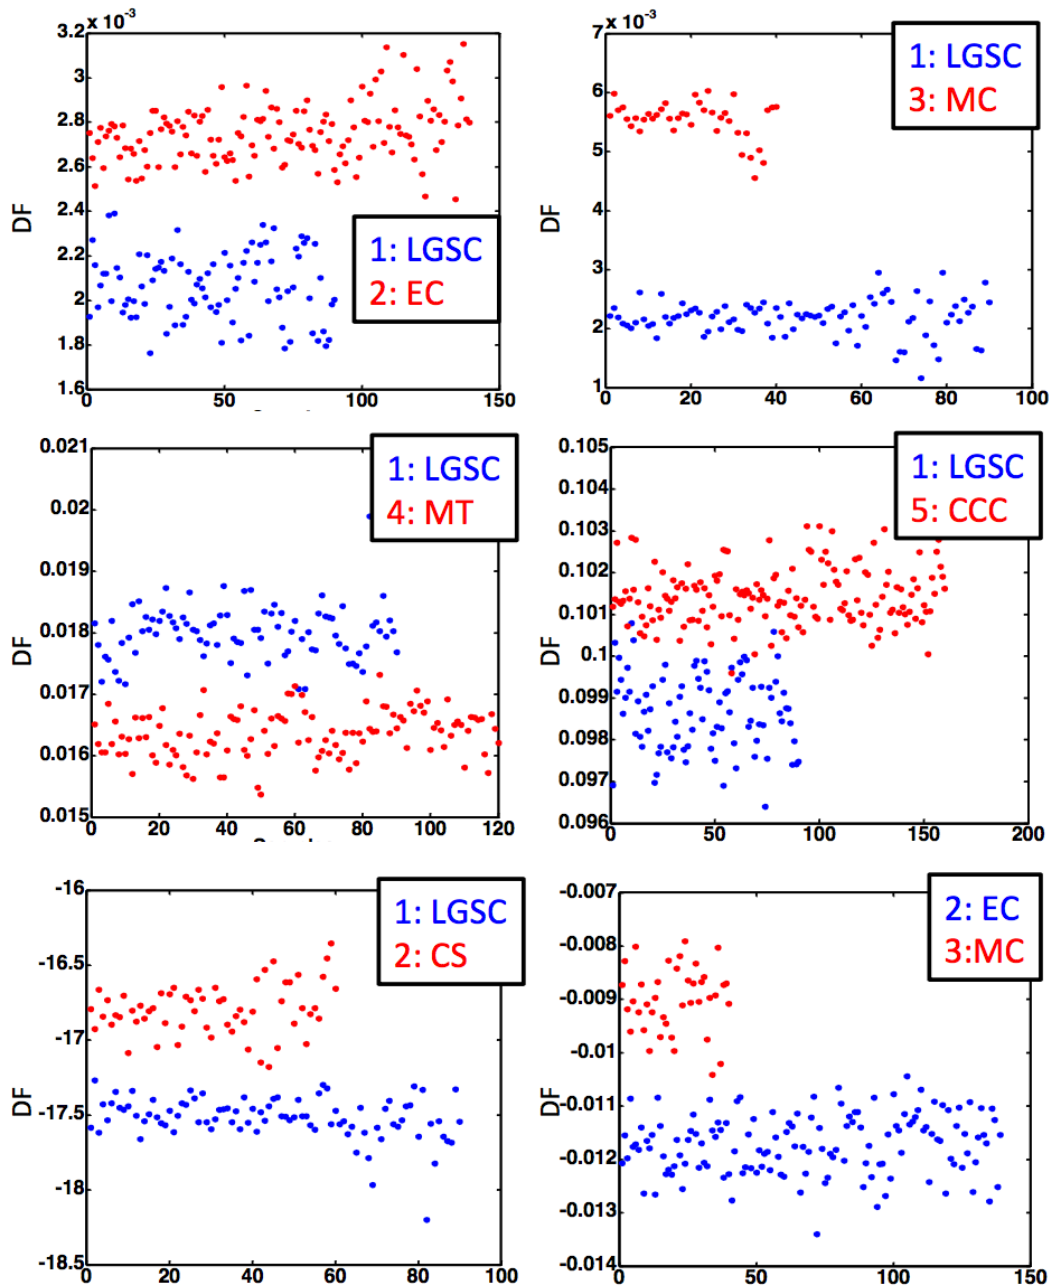 x 10⁻³
3.2
3
2.8
2.6
2.4
2.2
2
1.8
1.6
DF
1: LGSC
2: EC
0 50 100 150
x 10⁻³
7
6
5
4
3
2
1
DF
1: LGSC
3: MC
0 20 40 60 80 100
0.021
0.02
0.019
0.018
0.017
0.016
0.015
DF
1: LGSC
4: MT
0 20 40 60 80 100 120
0.105
0.104
0.103
0.102
0.101
0.1
0.099
0.098
0.097
0.096
DF
1: LGSC
5: CCC
0 50 100 150 200
-16
-16.5
-17
-17.5
-18
-18.5
DF
1: LGSC
2: CS
0 20 40 60 80 100
-0.007
-0.008
-0.009
-0.01
-0.011
-0.012
-0.013
-0.014
DF
2: EC
3:MC
0 50 100 150